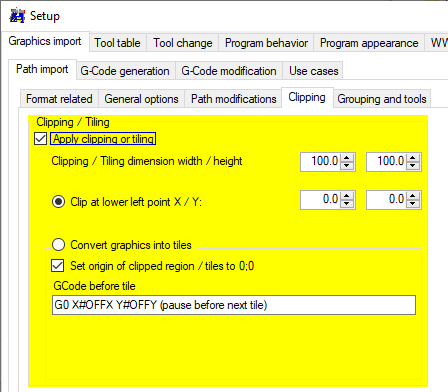 Setup
Graphics import Tool table Tool change Program behavior Program appearance WW
Path import G-Code generation G-Code modification Use cases
Format related General options Path modifications Clipping Grouping and tools
Clipping / Tiling
Apply clipping or tiling
Clipping / Tiling dimension width / height 100.0 100.0
Clip at lower left point X / Y: 0.0 0.0
Convert graphics into tiles
Set origin of clipped region / tiles to 0;0
GCode before tile
G0 X#OFFX Y#OFFY (pause before next tile)